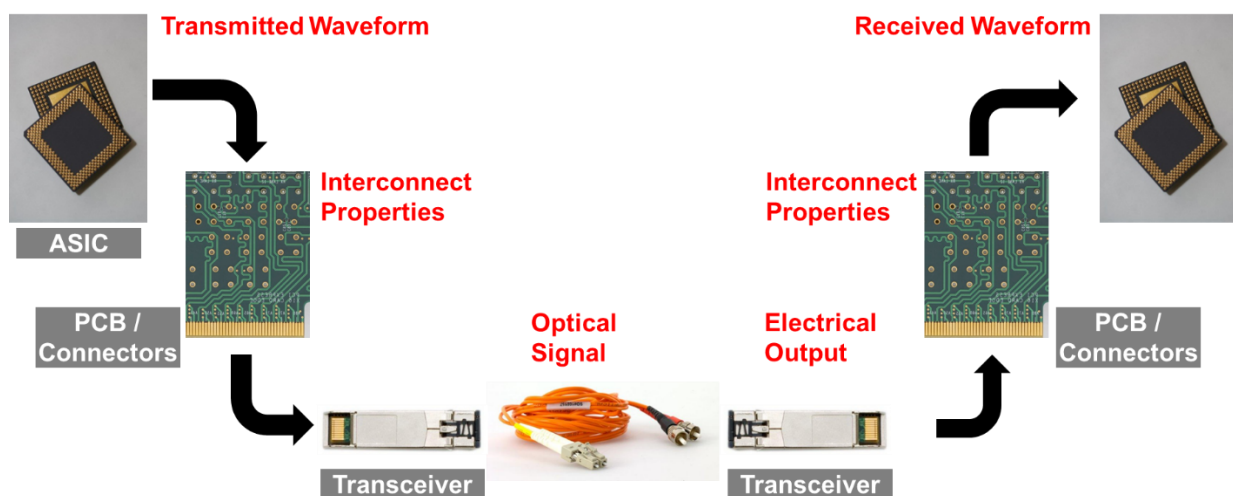 Transmitted Waveform
Received Waveform
Interconnect
Properties
Interconnect
Properties
ASIC
PCB /
Connectors
Optical
Signal
Electrical
Output
PCB /
Connectors
Transceiver
Transceiver